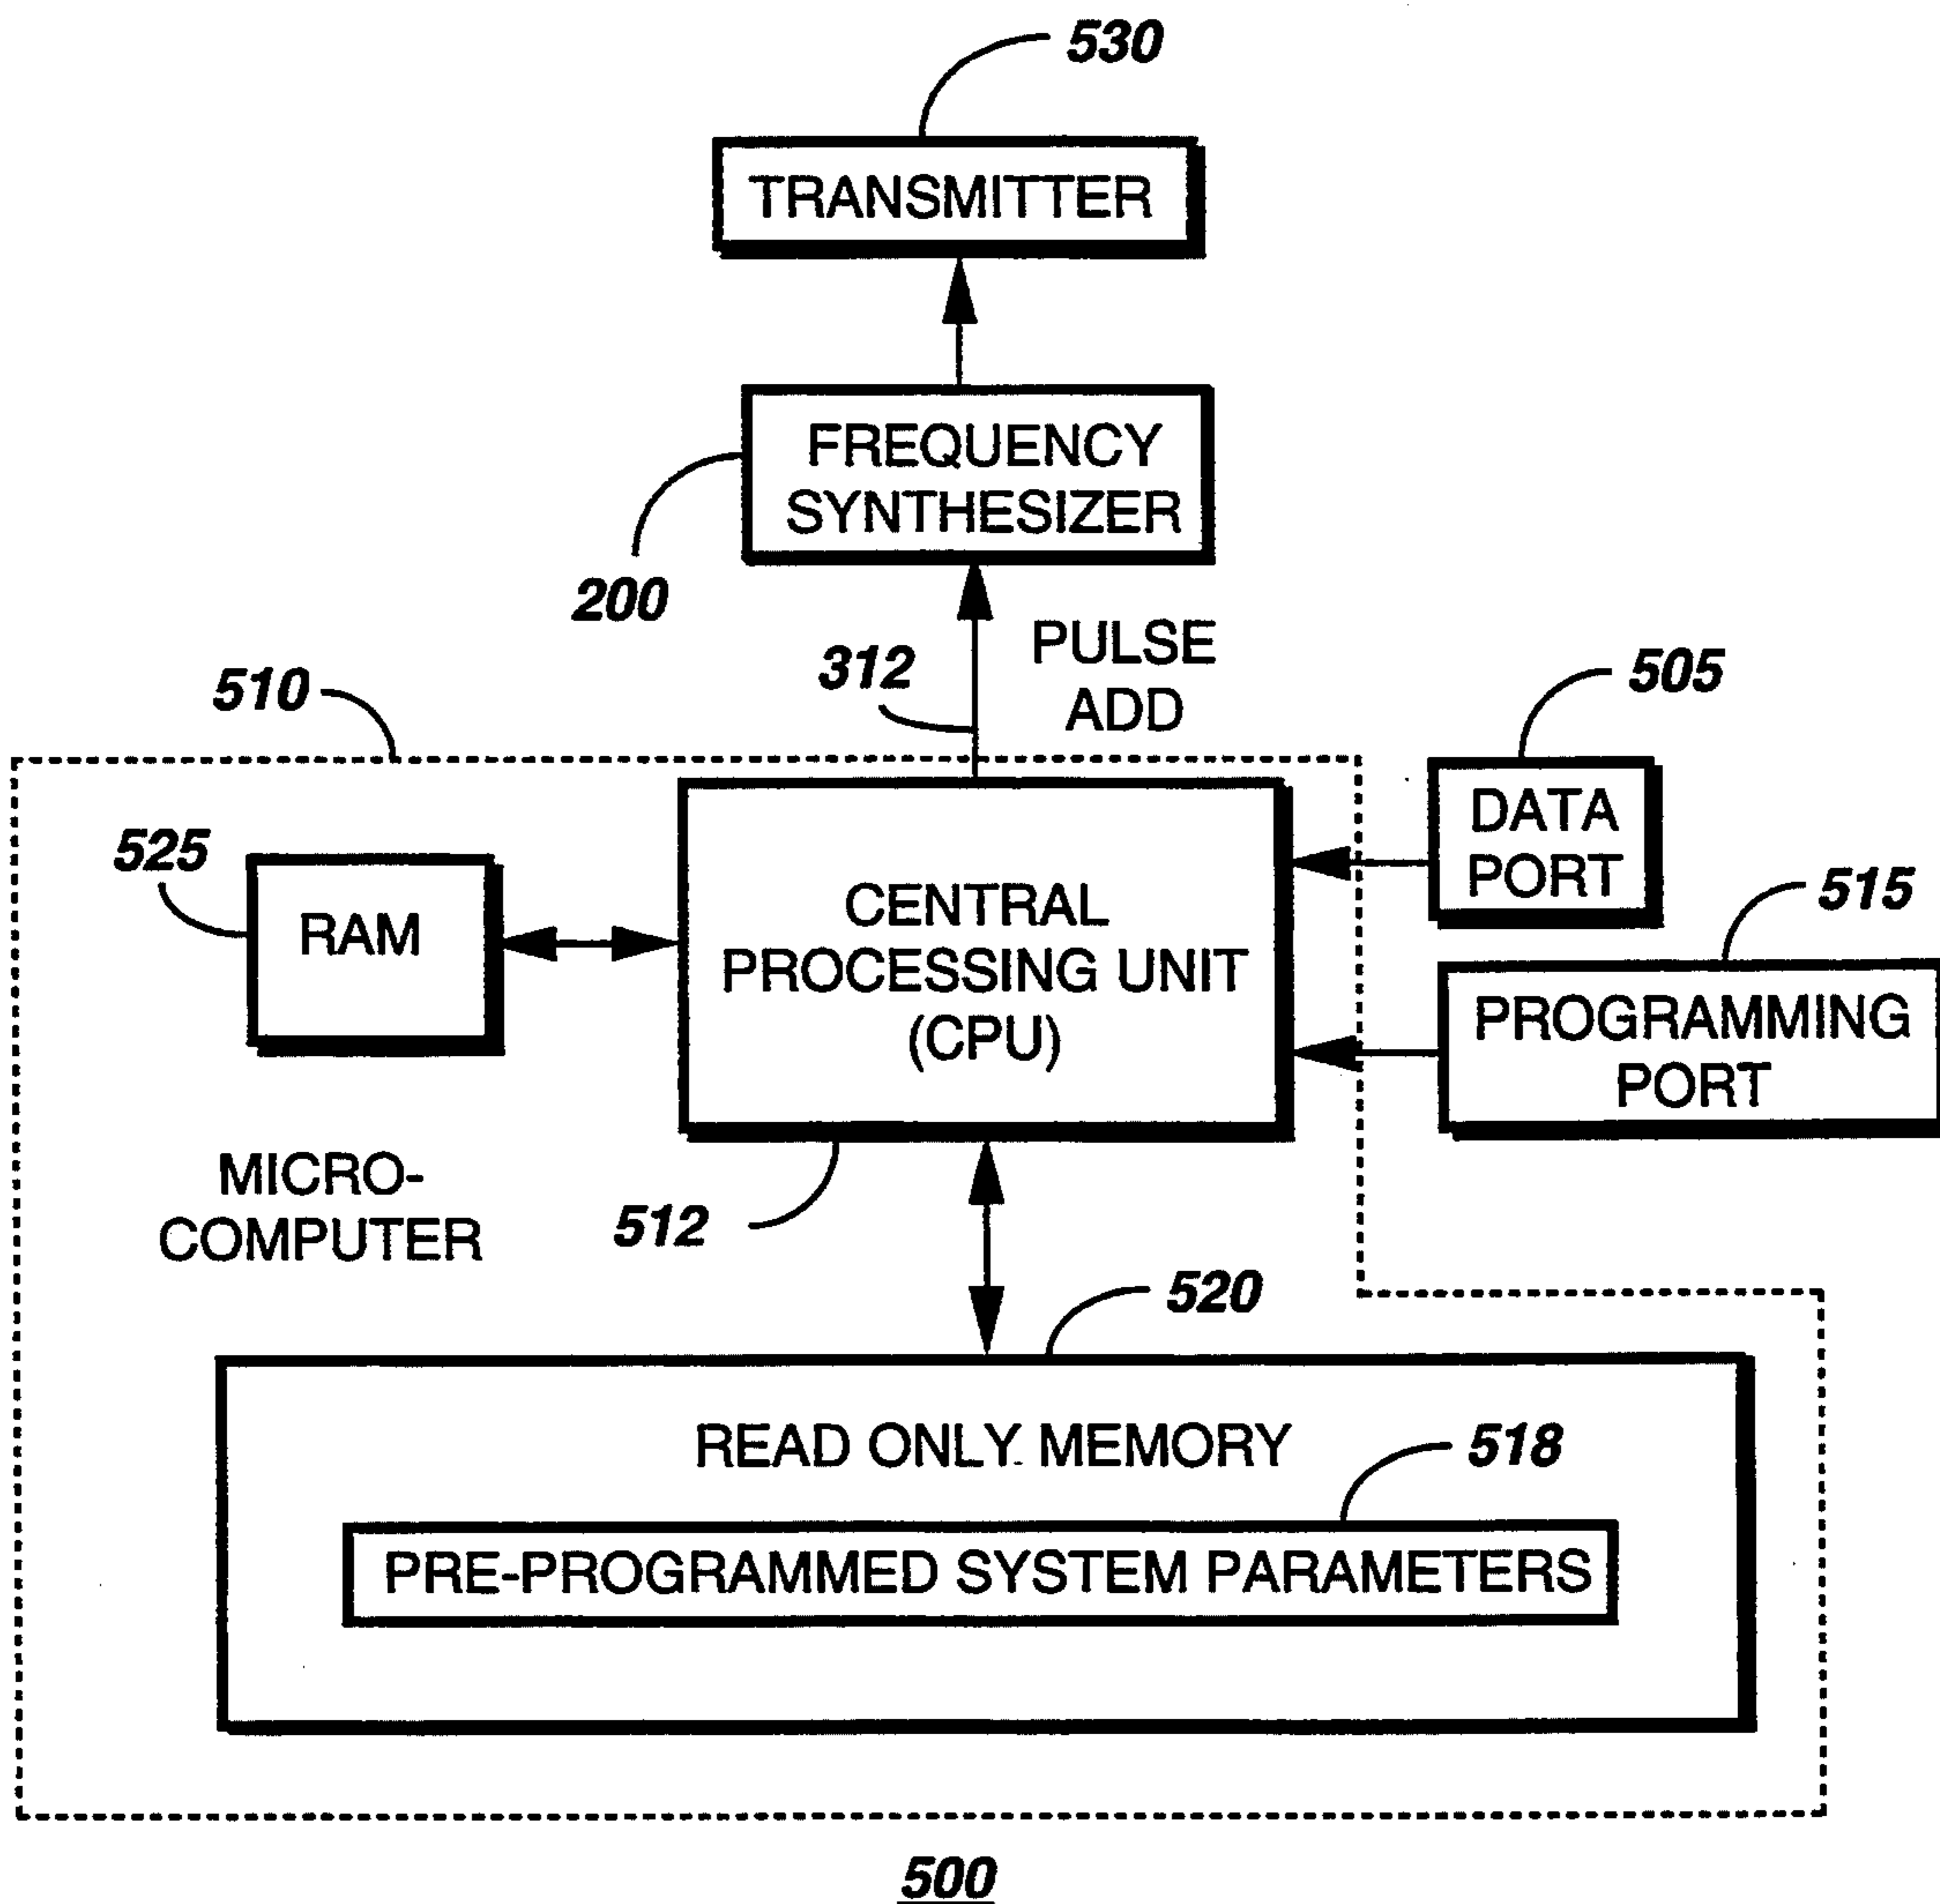 530
TRANSMITTER
FREQUENCY
SYNTHESIZER
200
312
PULSE
ADD
510
505
DATA
PORT
525
RAM
CENTRAL
PROCESSING UNIT
(CPU)
515
PROGRAMMING
PORT
MICRO-
COMPUTER
512
520
READ ONLY MEMORY
518
PRE-PROGRAMMED SYSTEM PARAMETERS
500